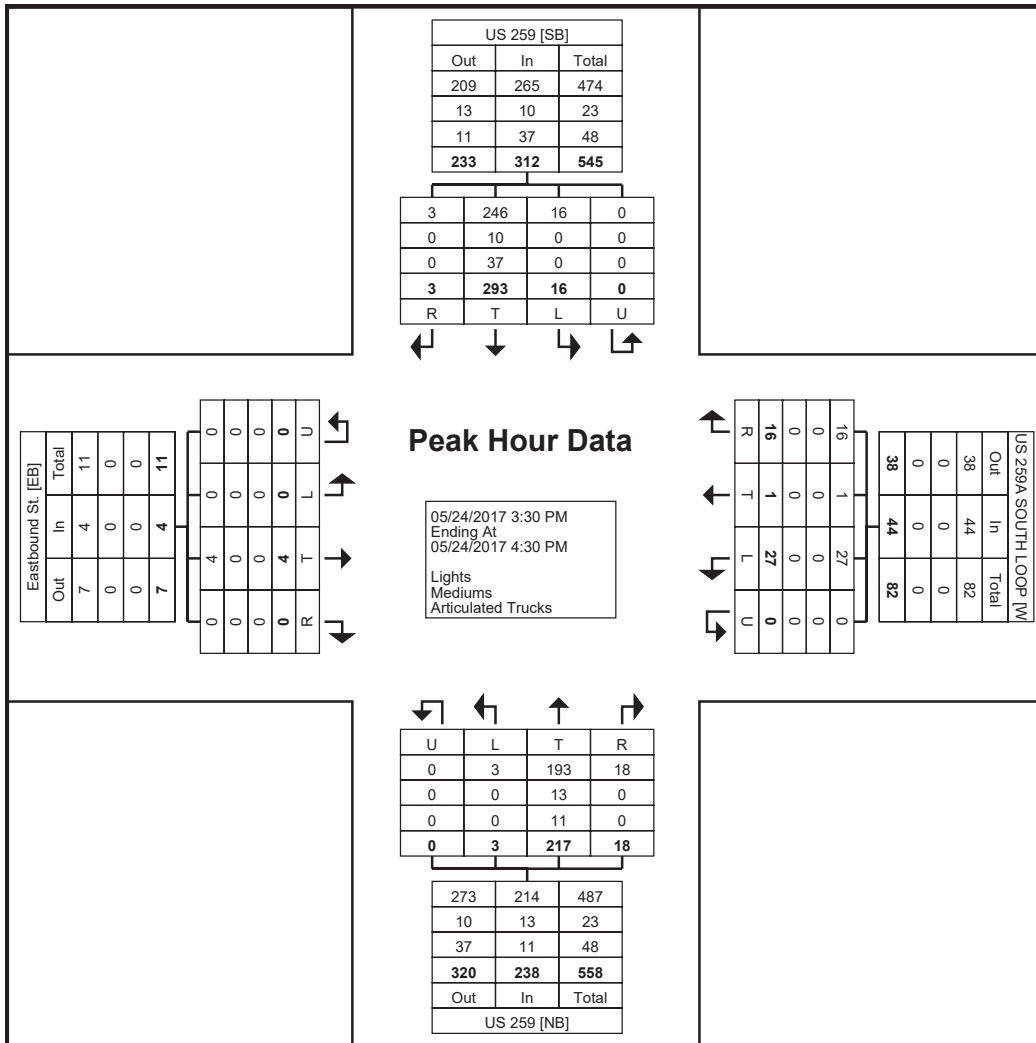 US 259 [SB]
Out In Total
209 265 474
13 10 23
11 37 48
233 312 545
3 246 16 0
0 10 0 0
0 37 0 0
3 293 16 0
R T L U
Eastbound St. [EB]
Total In Out
11 4 7
0 0 0
0 0 0
11 4 7
0 0 4 0
0 0 0 0
0 0 0 0
0 0 4 0
U L T R
Peak Hour Data
05/24/2017 3:30 PM
Ending At
05/24/2017 4:30 PM
Lights
Mediums
Articulated Trucks
R T L U
16 1 27 0
0 0 0 0
0 0 0 0
16 1 27 0
38 44 82
0 0 0
0 0 0
38 44 82
Out In Total
US 259A SOUTH LOOP [W
U L T R
0 3 193 18
0 0 13 0
0 0 11 0
0 3 217 18
273 214 487
10 13 23
37 11 48
320 238 558
Out In Total
US 259 [NB]